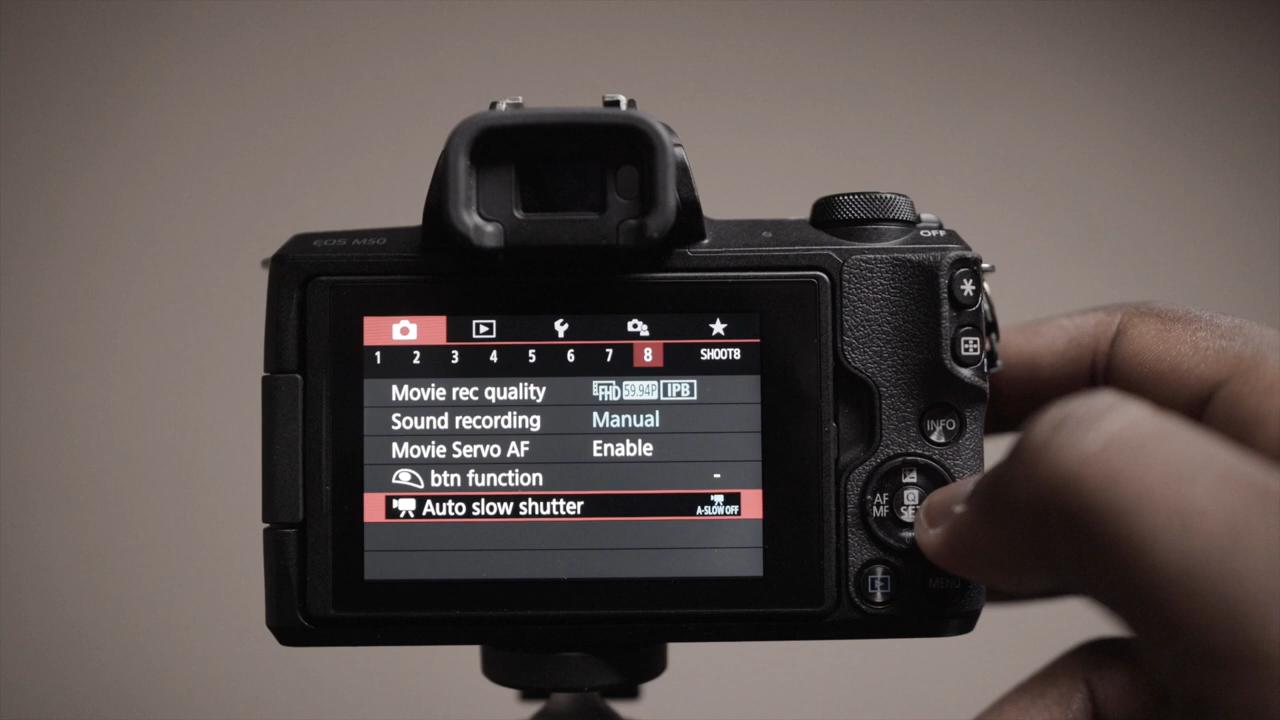 EOS M50
OFF
1 2 3 4 5 6 7 8 SHOOT8
Movie rec quality FHD 59.94P IPB
Sound recording Manual
Movie Servo AF Enable
btn function -
Auto slow shutter A-SLOW OFF
INFO
AF
MF
Q
SET
MENU